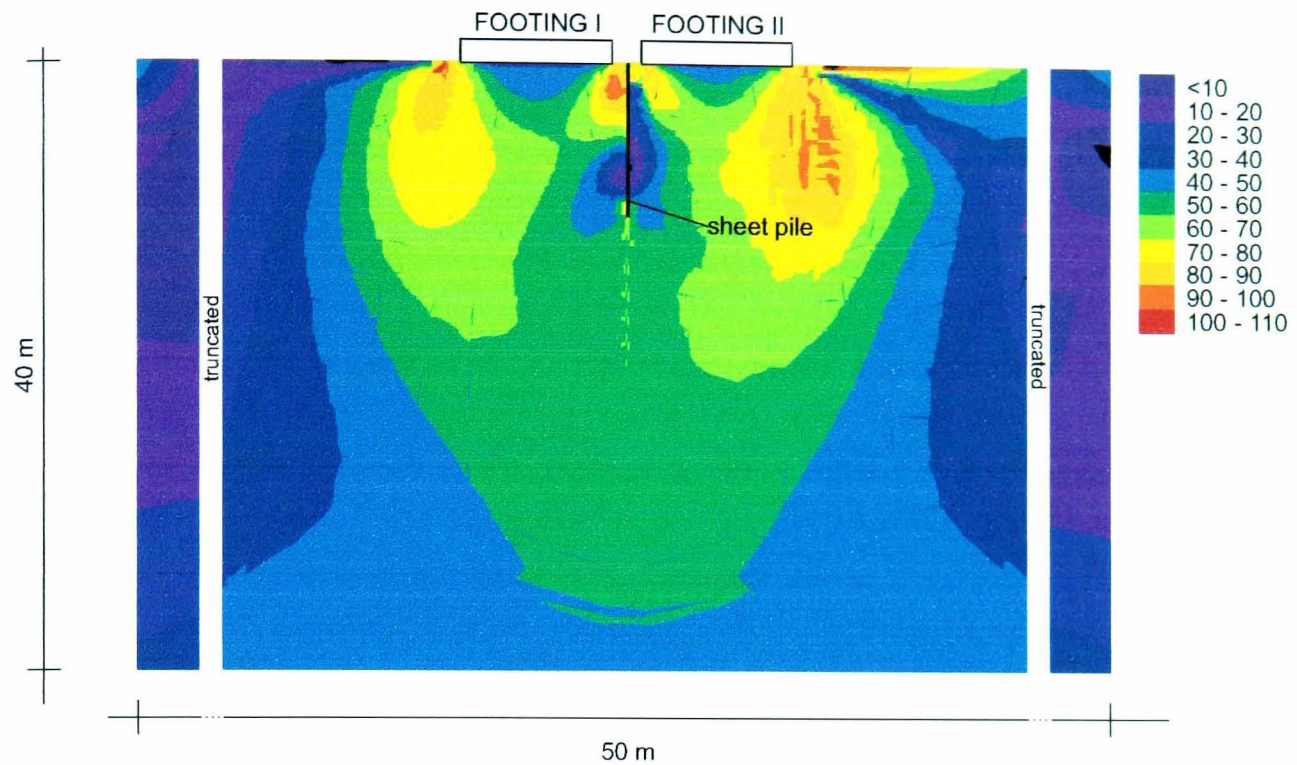 FOOTING I
FOOTING II
<10
10 - 20
20 - 30
30 - 40
40 - 50
50 - 60
60 - 70
70 - 80
80 - 90
90 - 100
100 - 110
sheet pile
truncated
truncated
40 m
50 m